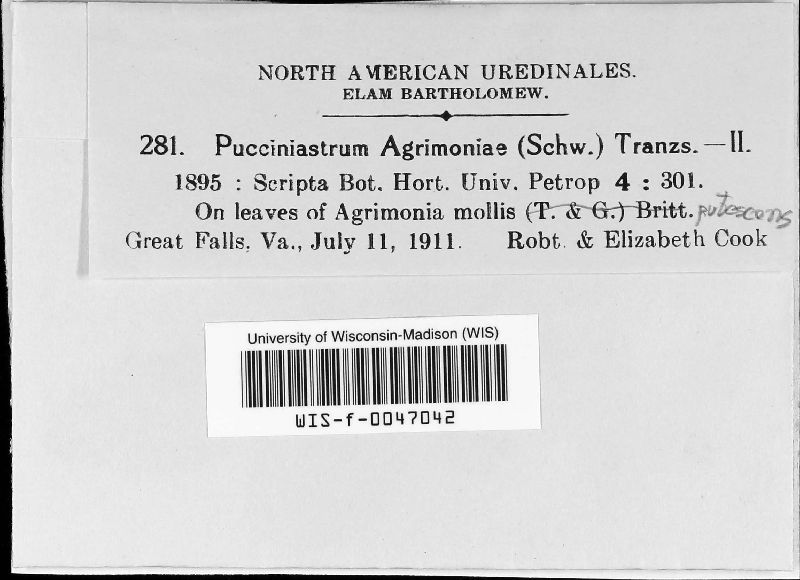 NORTH AMERICAN UREDINALES.
ELAM BARTHOLOMEW.
281. Pucciniastrum Agrimoniae (Schw.) Tranzs.—II.
1895 : Scripta Bot. Hort. Univ. Petrop 4 : 301.
On leaves of Agrimonia mollis (T. & G.) Britt.
Great Falls, Va., July 11, 1911. Robt. & Elizabeth Cook
University of Wisconsin-Madison (WIS)
WIS-f-0047042